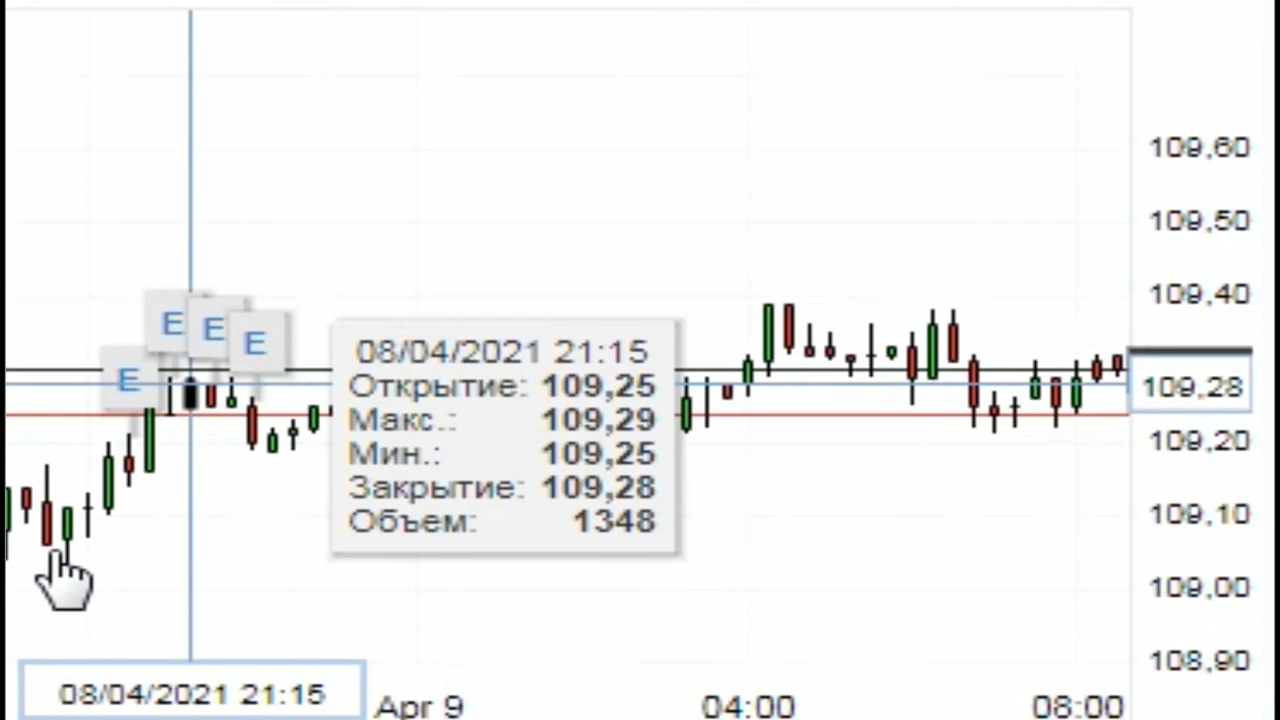 109,60
109,50
109,40
E E E
E
08/04/2021 21:15
Открытие: 109,25
Макс.: 109,29
Мин.: 109,25
Закрытие: 109,28
Объем: 1348
109,28
109,20
109,10
109,00
108,90
08/04/2021 21:15 Apr 9 04:00 08:00